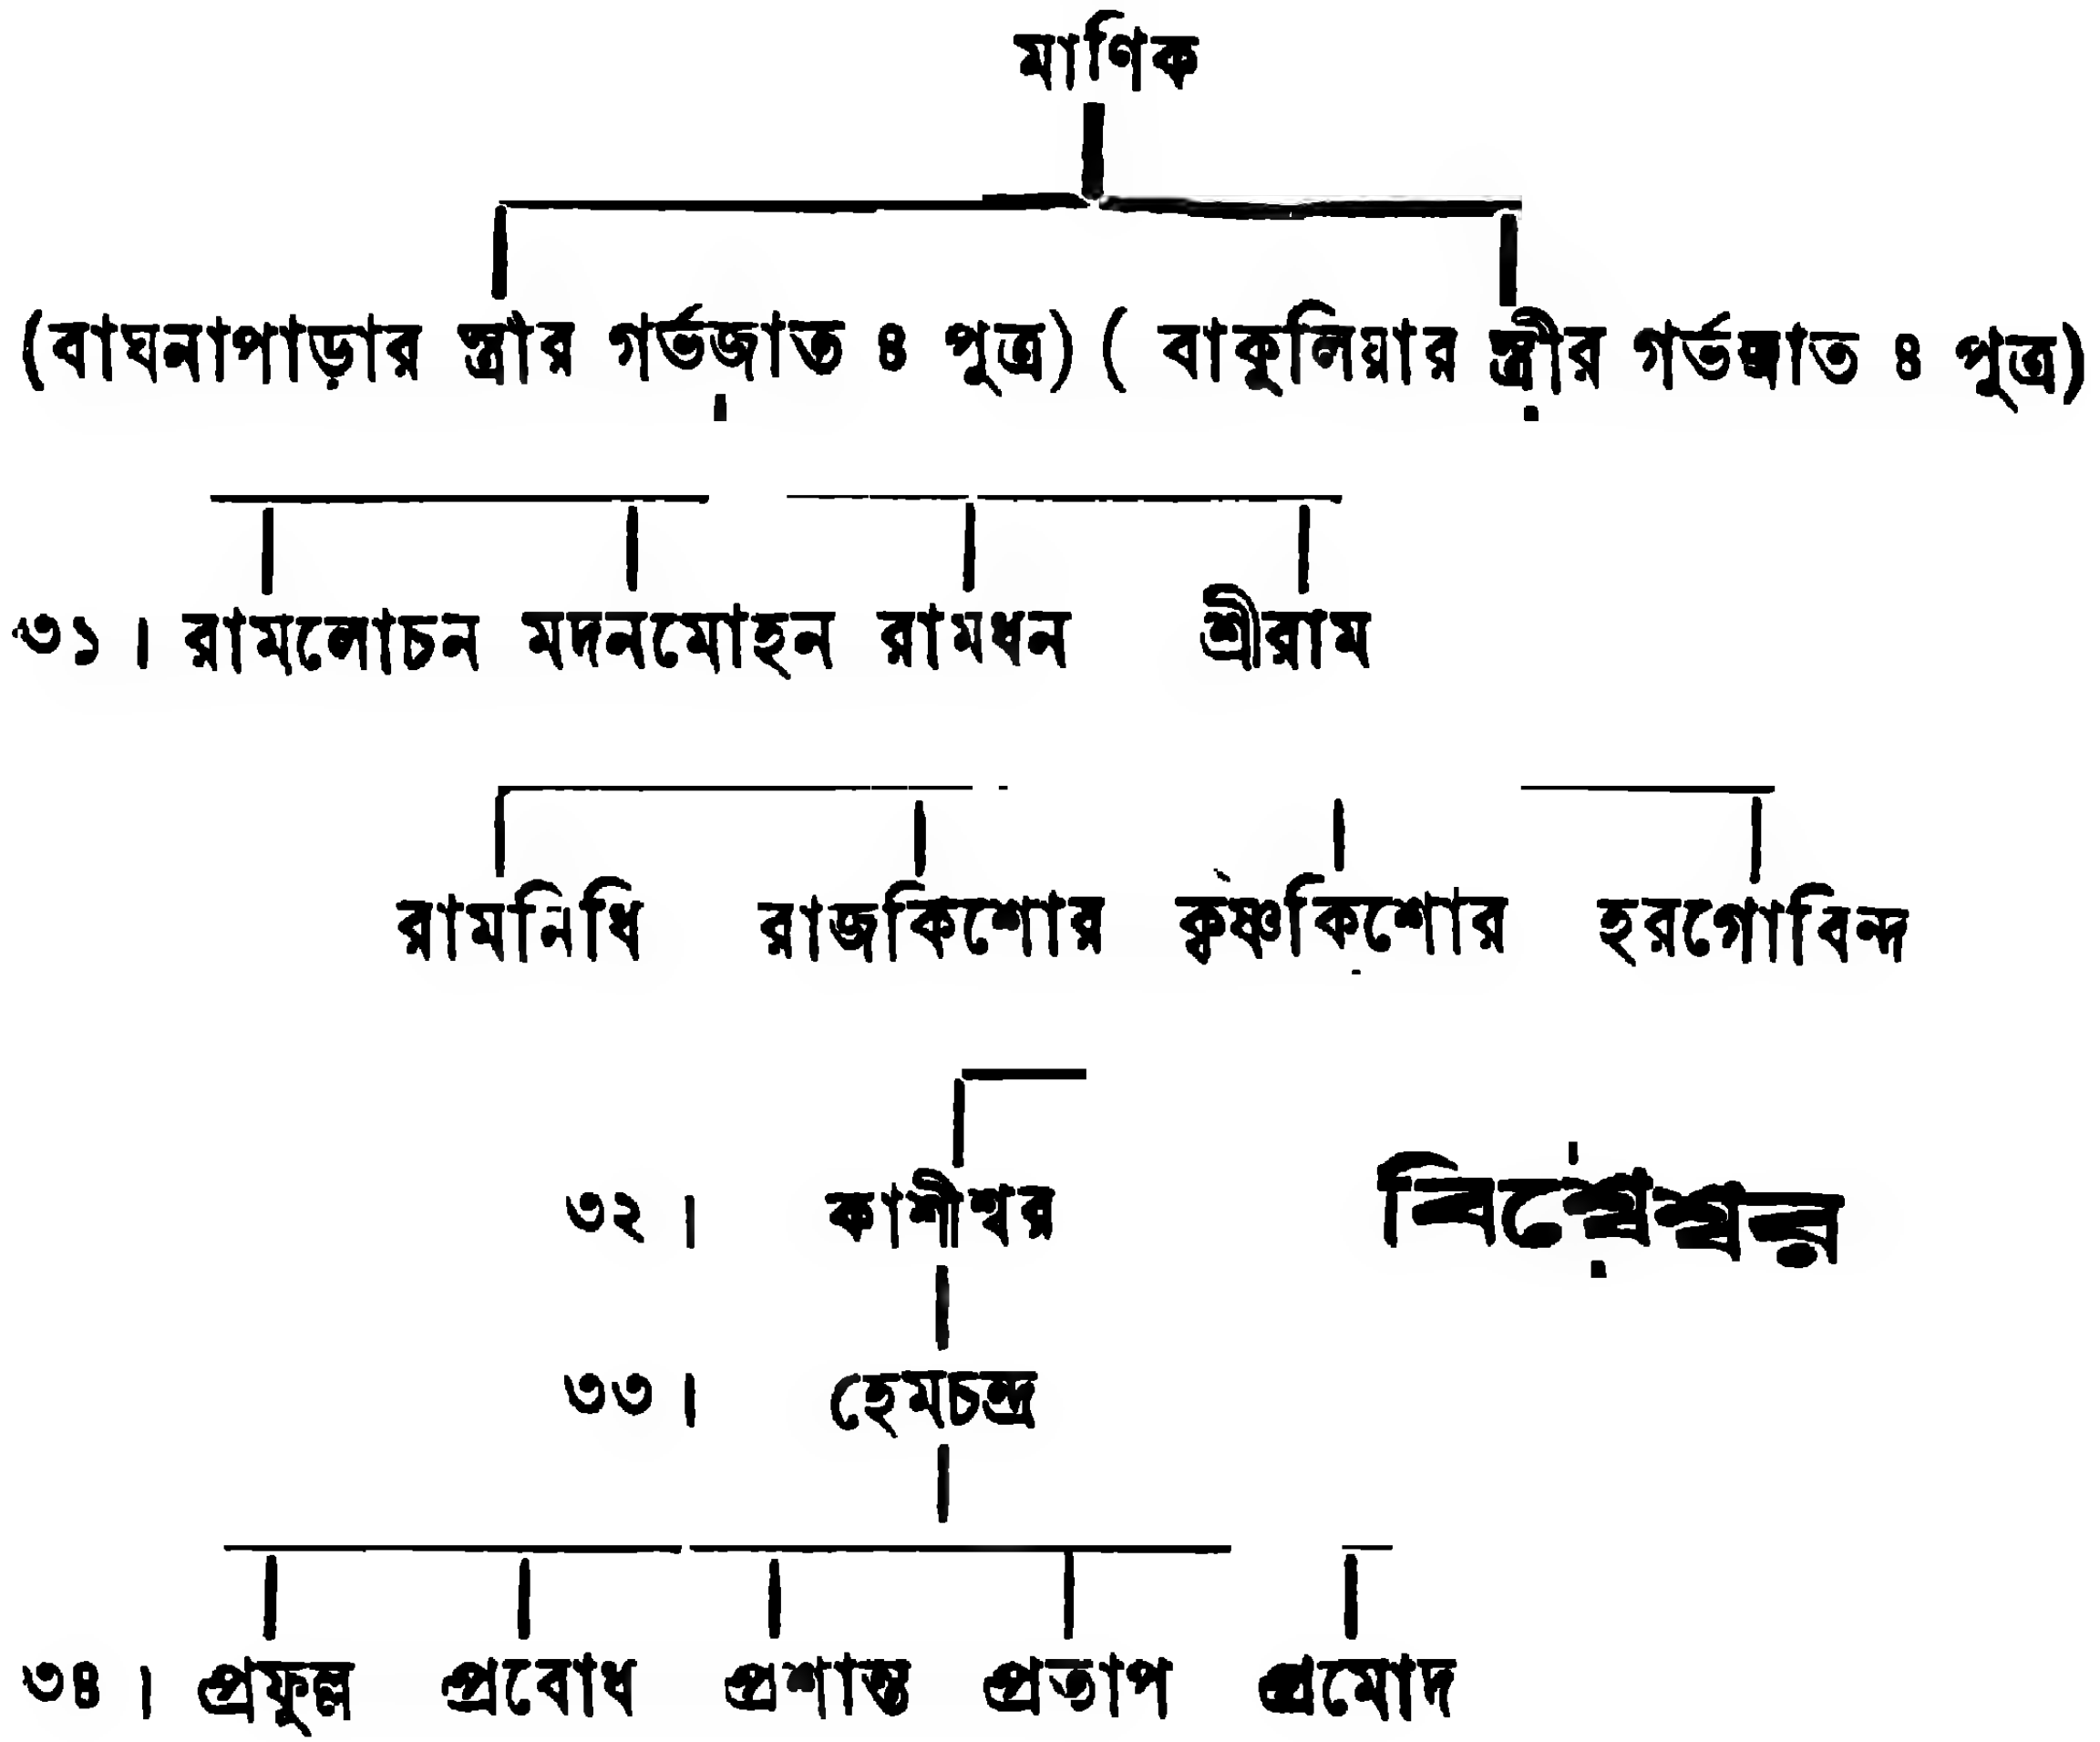 মাণিক
(বাঘনাপাড়ার স্ত্রীর গর্ভজাত ৪ পুত্র) ( বাকুলিয়ার স্ত্রীর গর্ভজাত ৪ পুত্র)
৩১। রামলোচন মদনমোহন রামধন শ্রীরাম
রামনিধি রাজকিশোর কৃষ্ণকিশোর হরগোবিন্দ
৩২। কাশীশ্বর বিশ্বেশ্বর
৩৩। হেমচন্দ্র
৩৪। প্রফুল্ল প্রবোধ প্রশান্ত প্রতাপ প্রমোদ